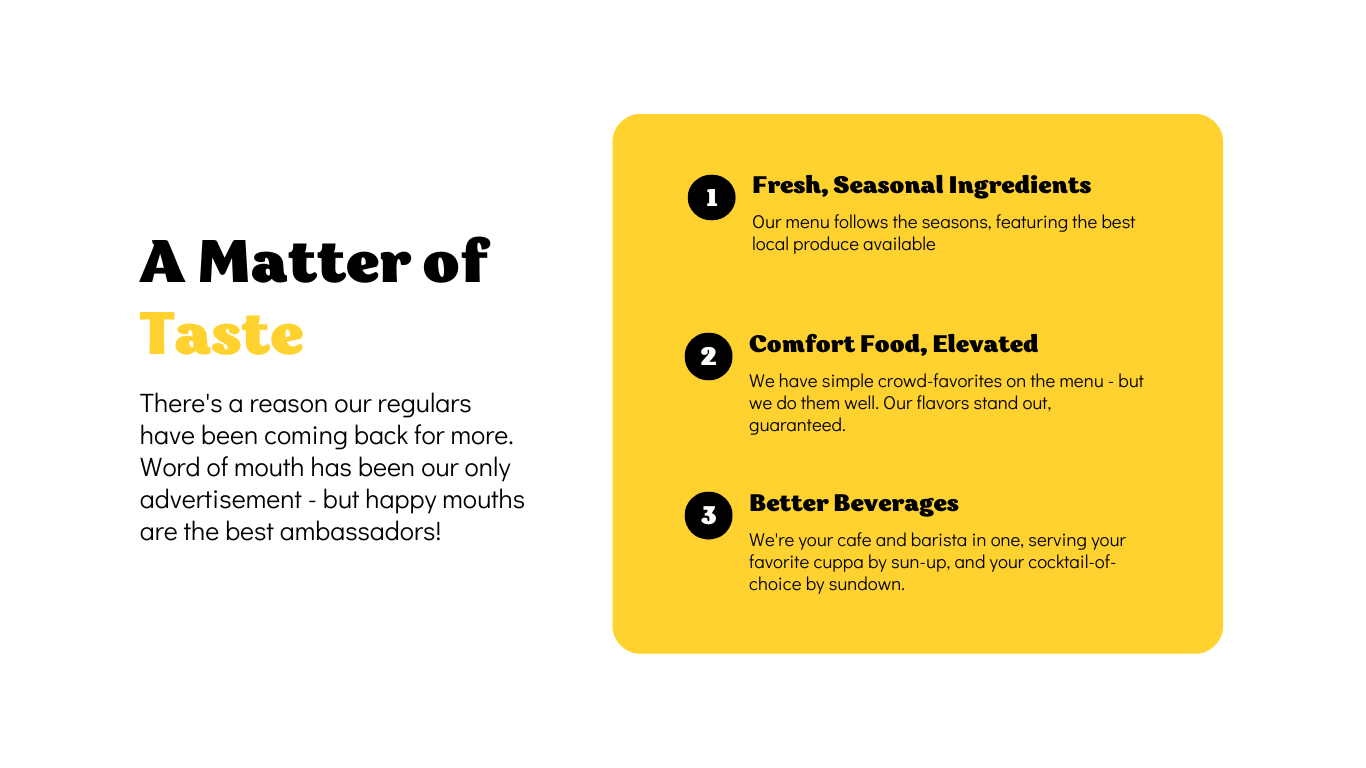 A Matter of
Taste
There's a reason our regulars
have been coming back for more.
Word of mouth has been our only
advertisement - but happy mouths
are the best ambassadors!
1
Fresh, Seasonal Ingredients
Our menu follows the seasons, featuring the best
local produce available
2
Comfort Food, Elevated
We have simple crowd-favorites on the menu - but
we do them well. Our flavors stand out,
guaranteed.
3
Better Beverages
We're your cafe and barista in one, serving your
favorite cuppa by sun-up, and your cocktail-of-
choice by sundown.